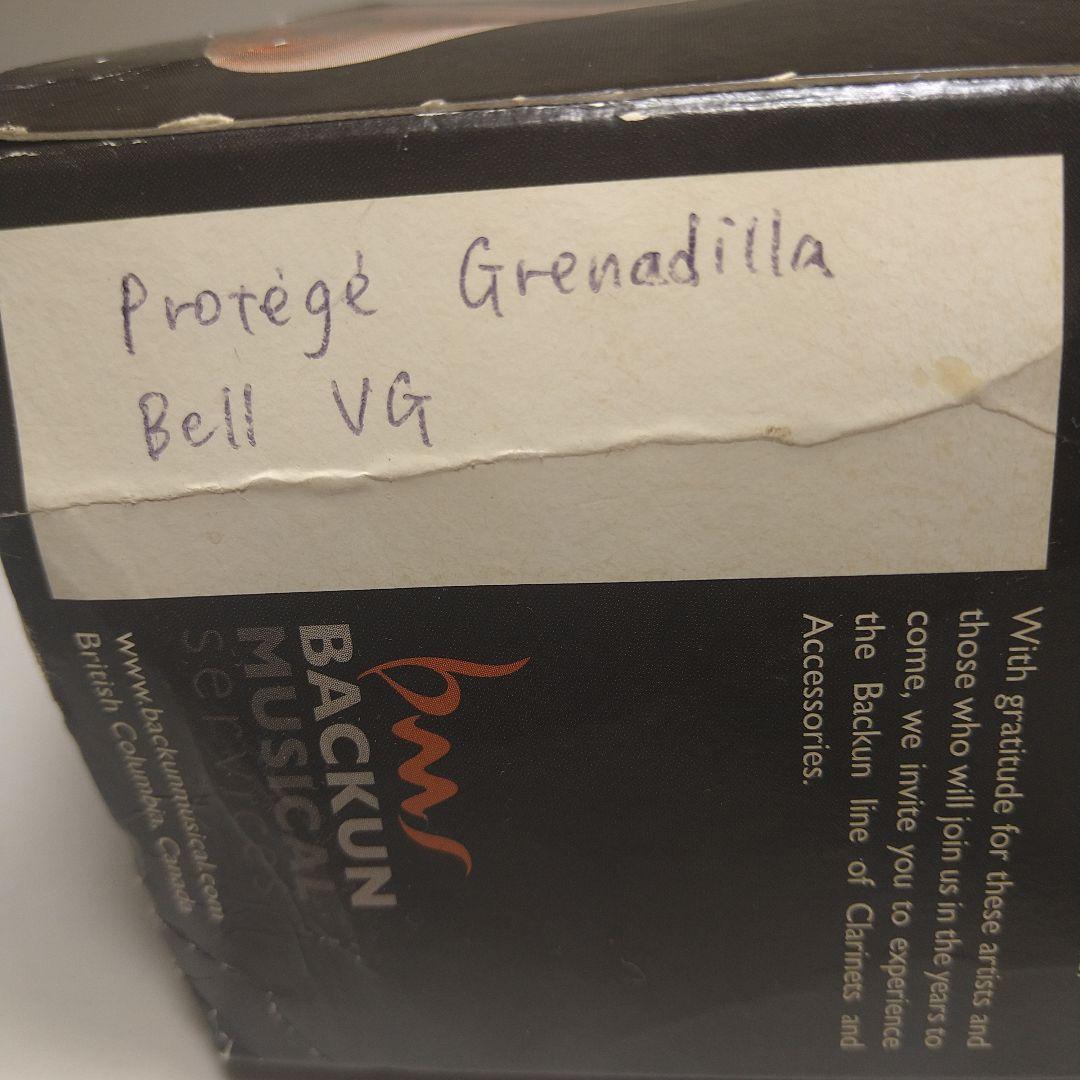 Protégé Grenadilla
Bell VG
With gratitude for these artists and
those who will join us in the years to
come, we invite you to experience
the Backun line of Clarinets and
Accessories.
bms
BACKUN
MUSICAL
services
www.backunmusical.com
British Columbia, Canada